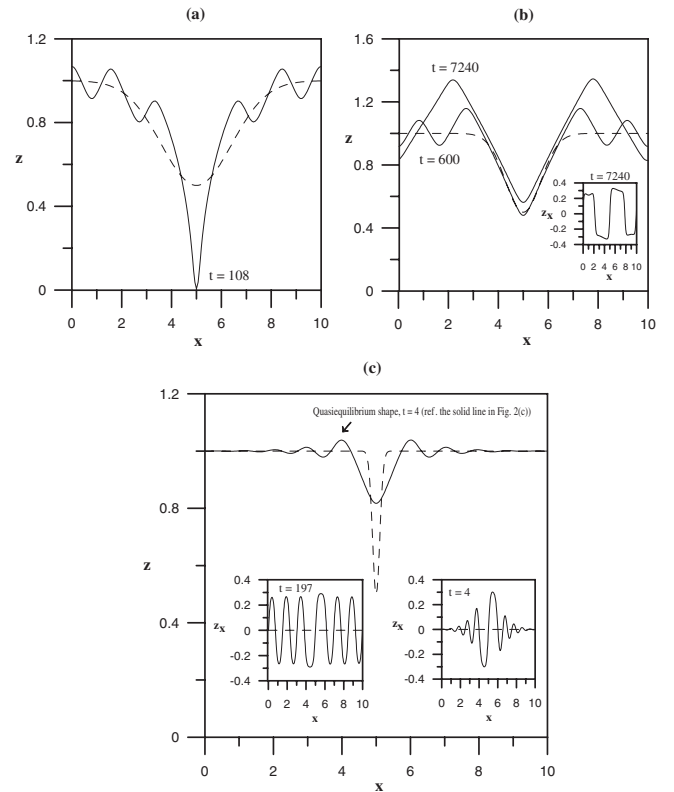 (a)
1.2
0.8
0.4
0
z
t = 108
0 2 4 6 8 10
x
(b)
1.6
1.2
0.8
0.4
0
z
t = 7240
t = 600
t = 7240
0.4
0.2
0
-0.2
-0.4
zx
0 2 4 6 8 10
x
0 2 4 6 8 10
x
(c)
1.2
0.8
0.4
0
z
Quasiequilibrium shape, t = 4 (ref. the solid line in Fig. 2(c))
0.4
0.2
0
-0.2
-0.4
zx
t = 197
0 2 4 6 8 10
x
0.4
0.2
0
-0.2
-0.4
zx
t = 4
0 2 4 6 8 10
x
0 2 4 6 8 10
x